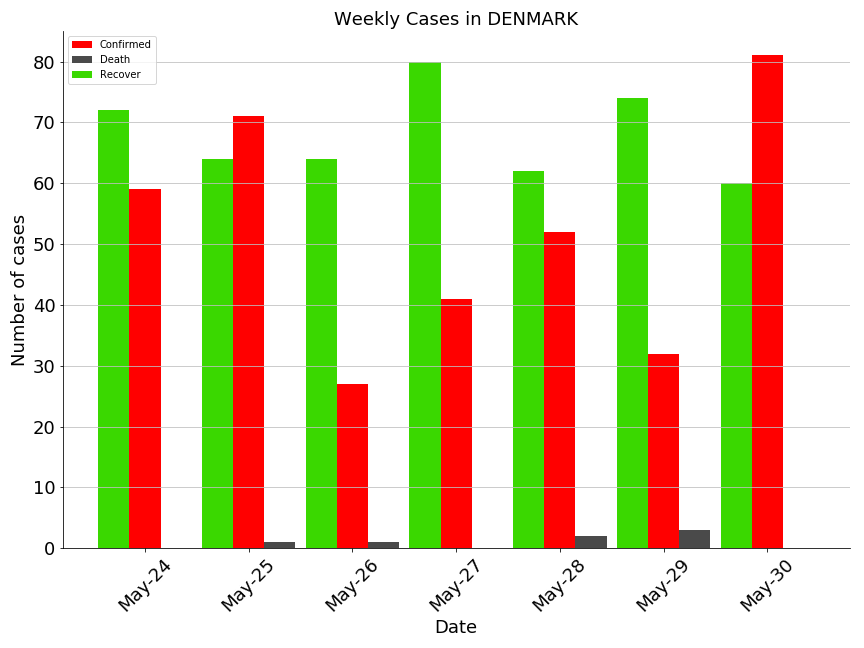 Weekly Cases in DENMARK
Confirmed
Death
Recover
80
70
60
50
40
30
20
10
0
Number of cases
May-24
May-25
May-26
May-27
May-28
May-29
May-30
Date